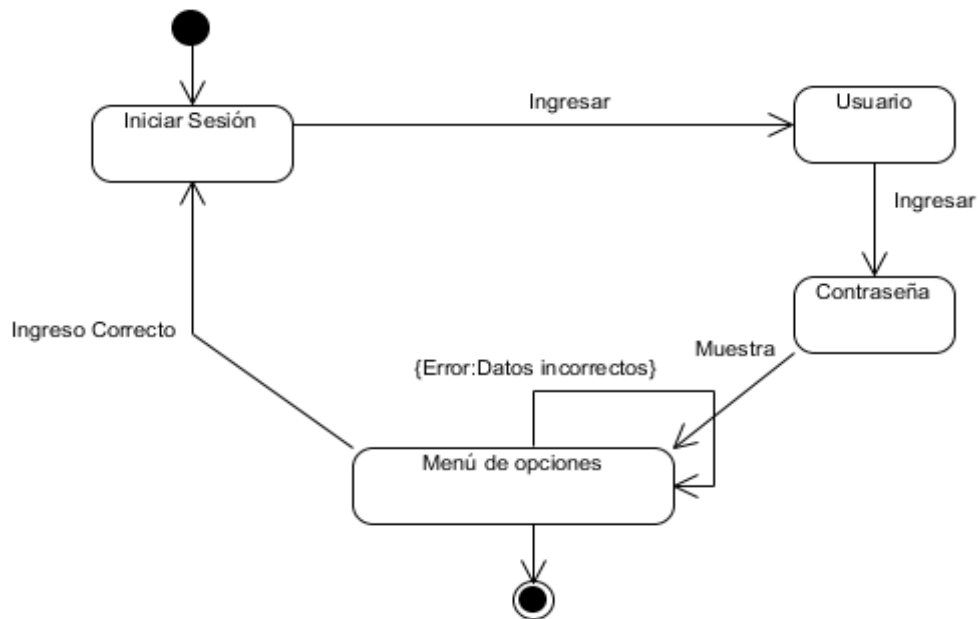 Iniciar Sesión
Ingresar
Usuario
Ingresar
Contraseña
Ingreso Correcto
Muestra
{Error:Datos incorrectos}
Menú de opciones